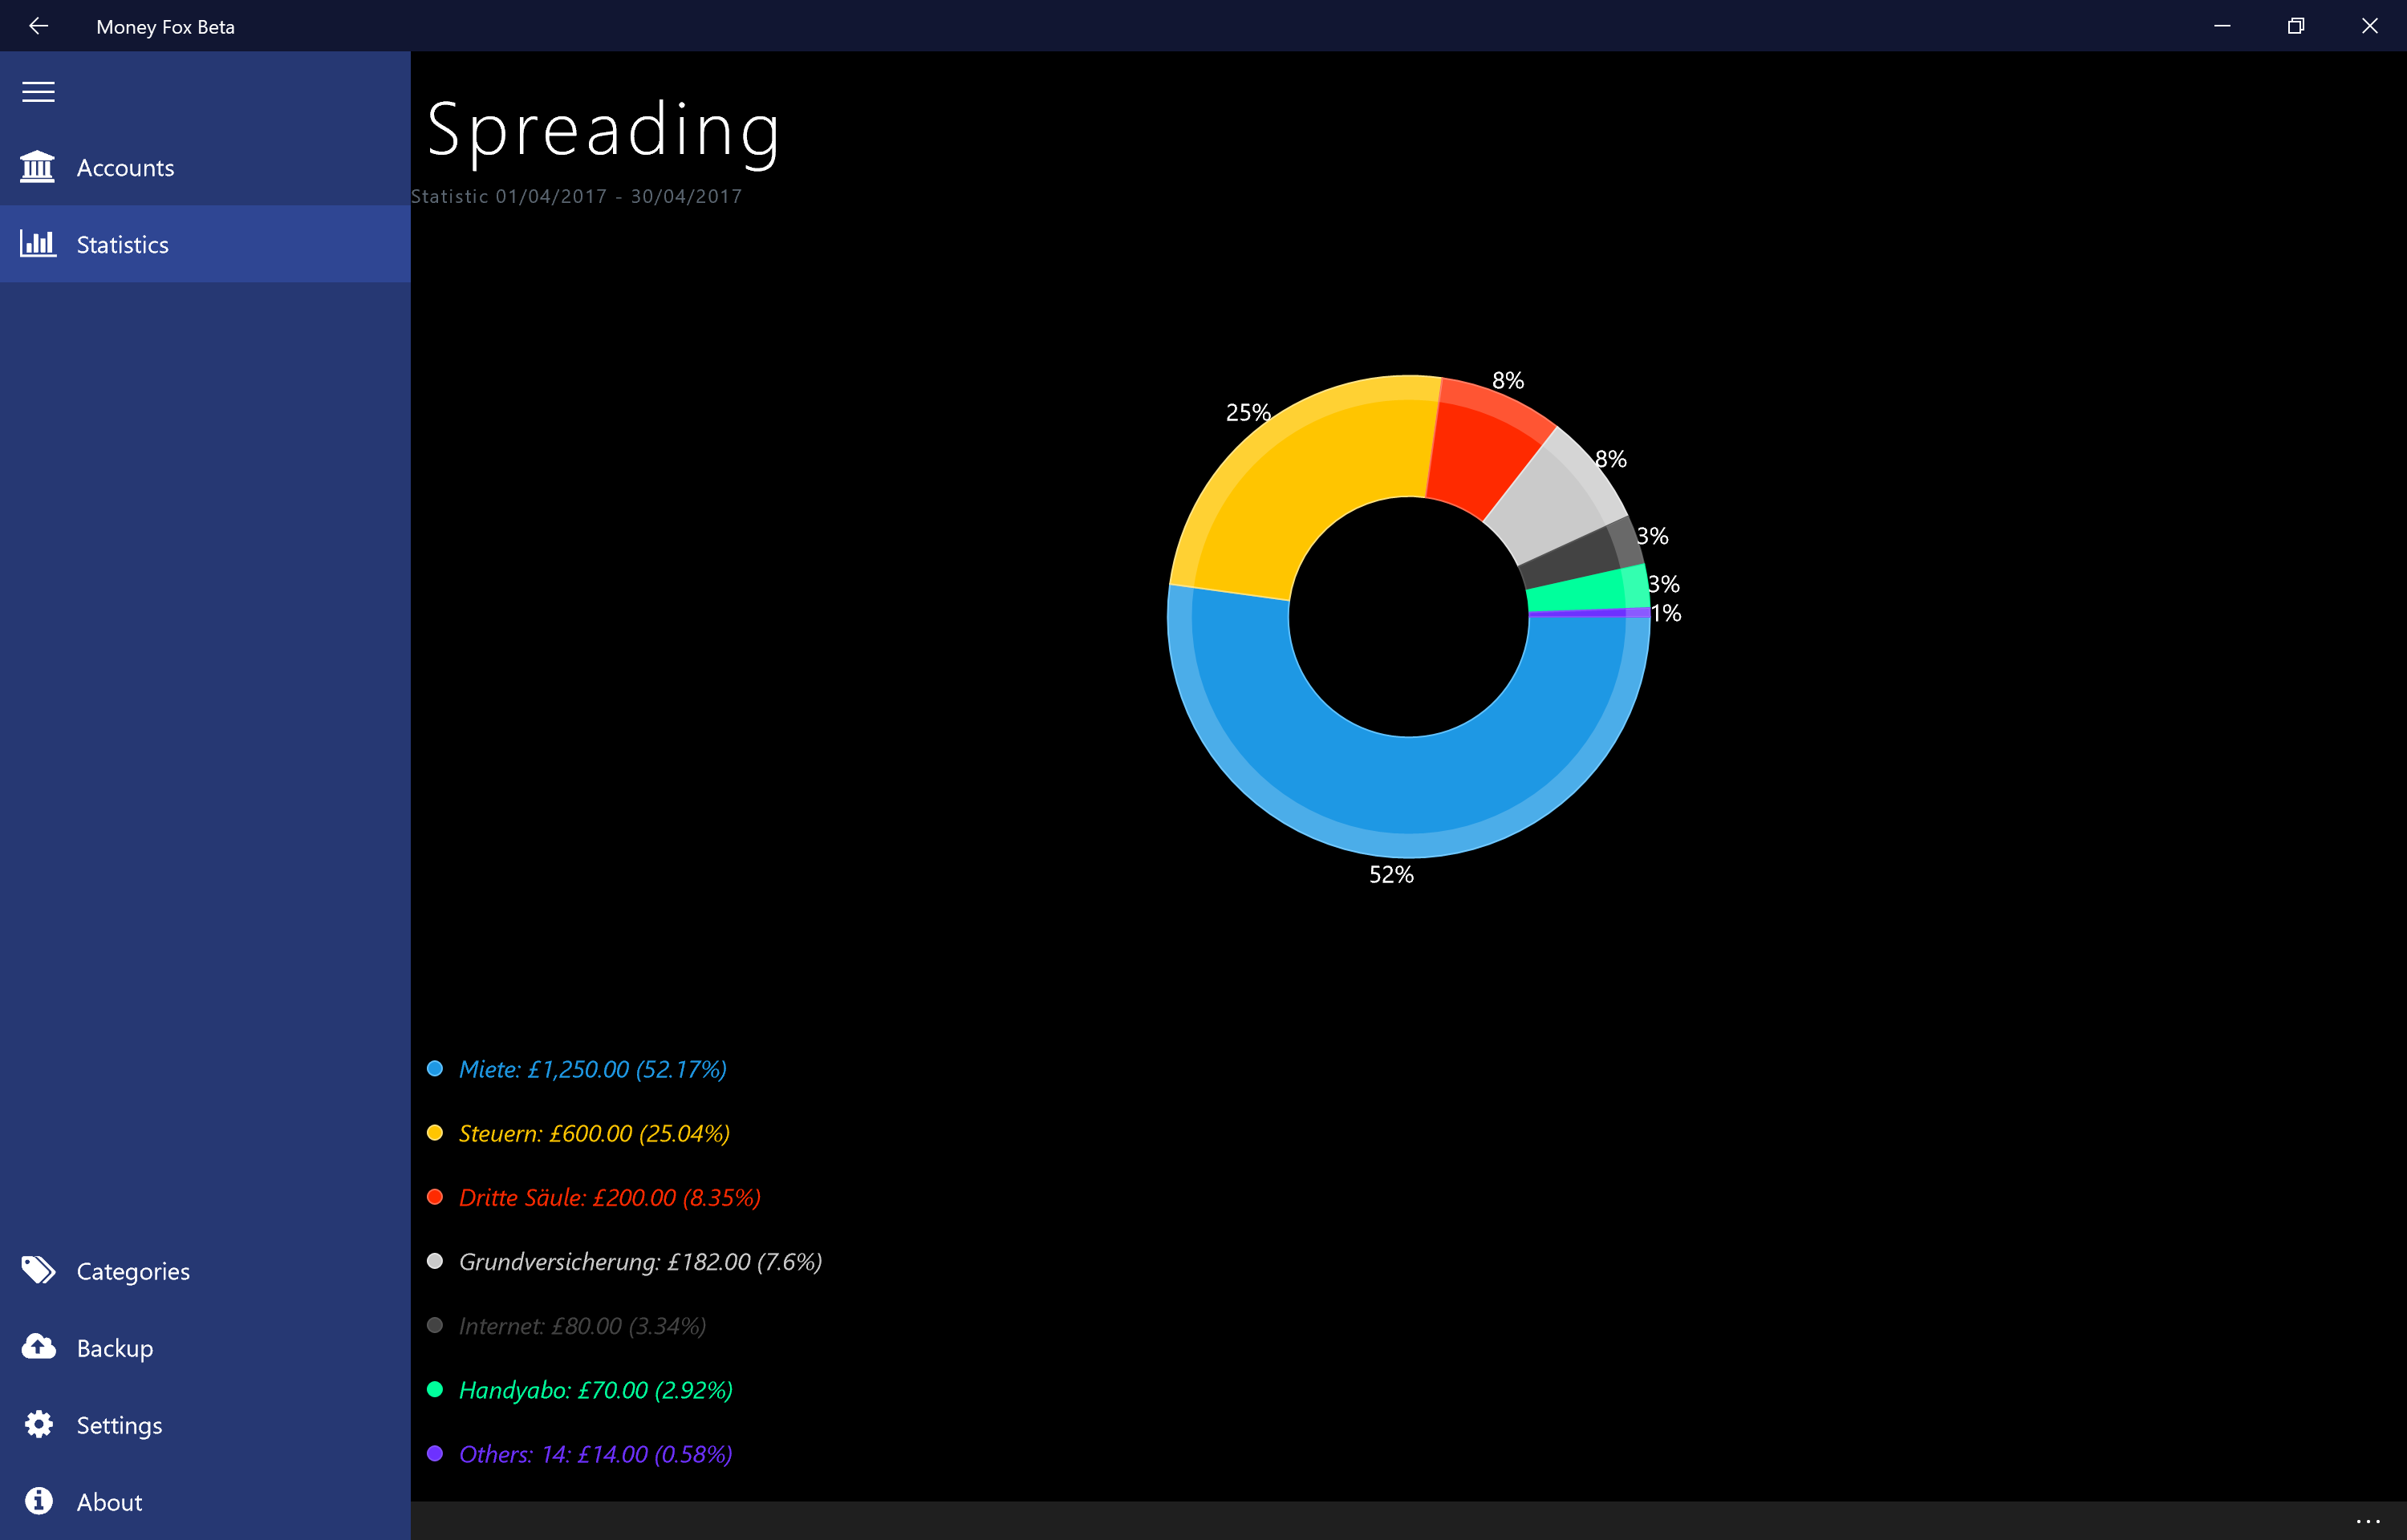 Money Fox Beta
Accounts
Statistics
Categories
Backup
Settings
About
Spreading
Statistic 01/04/2017 - 30/04/2017
8%
25%
8%
3%
3%
1%
52%
Miete: £1,250.00 (52.17%)
Steuern: £600.00 (25.04%)
Dritte Säule: £200.00 (8.35%)
Grundversicherung: £182.00 (7.6%)
Internet: £80.00 (3.34%)
Handyabo: £70.00 (2.92%)
Others: 14: £14.00 (0.58%)